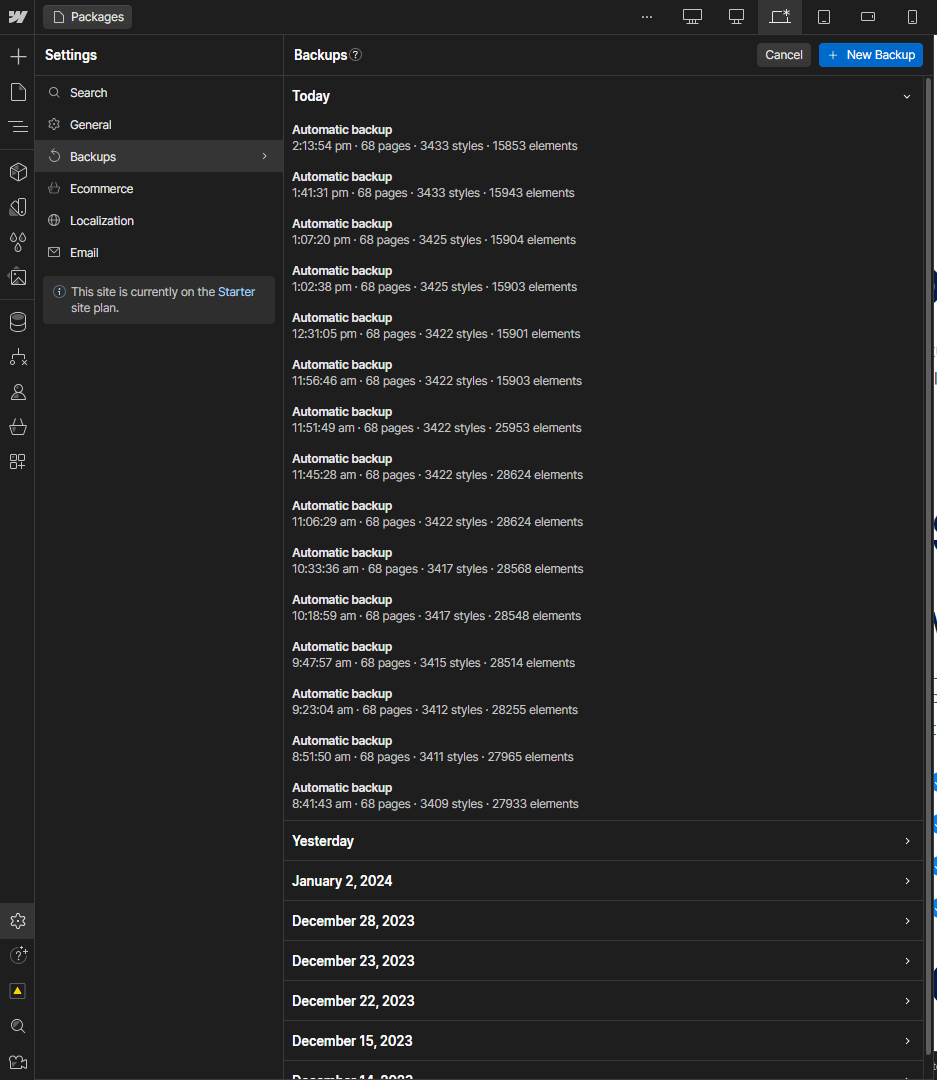 Packages
Settings
Search
General
Backups
Ecommerce
Localization
Email
This site is currently on the Starter
site plan.
Backups
Cancel
New Backup
Today
Automatic backup
2:13:54 pm · 68 pages · 3433 styles · 15853 elements
Automatic backup
1:41:31 pm · 68 pages · 3433 styles · 15943 elements
Automatic backup
1:07:20 pm · 68 pages · 3425 styles · 15904 elements
Automatic backup
1:02:38 pm · 68 pages · 3425 styles · 15903 elements
Automatic backup
12:31:05 pm · 68 pages · 3422 styles · 15901 elements
Automatic backup
11:56:46 am · 68 pages · 3422 styles · 15903 elements
Automatic backup
11:51:49 am · 68 pages · 3422 styles · 25953 elements
Automatic backup
11:45:28 am · 68 pages · 3422 styles · 28624 elements
Automatic backup
11:06:29 am · 68 pages · 3422 styles · 28624 elements
Automatic backup
10:33:36 am · 68 pages · 3417 styles · 28568 elements
Automatic backup
10:18:59 am · 68 pages · 3417 styles · 28548 elements
Automatic backup
9:47:57 am · 68 pages · 3415 styles · 28514 elements
Automatic backup
9:23:04 am · 68 pages · 3412 styles · 28255 elements
Automatic backup
8:51:50 am · 68 pages · 3411 styles · 27965 elements
Automatic backup
8:41:43 am · 68 pages · 3409 styles · 27933 elements
Yesterday
January 2, 2024
December 28, 2023
December 23, 2023
December 22, 2023
December 15, 2023
December 14, 2023